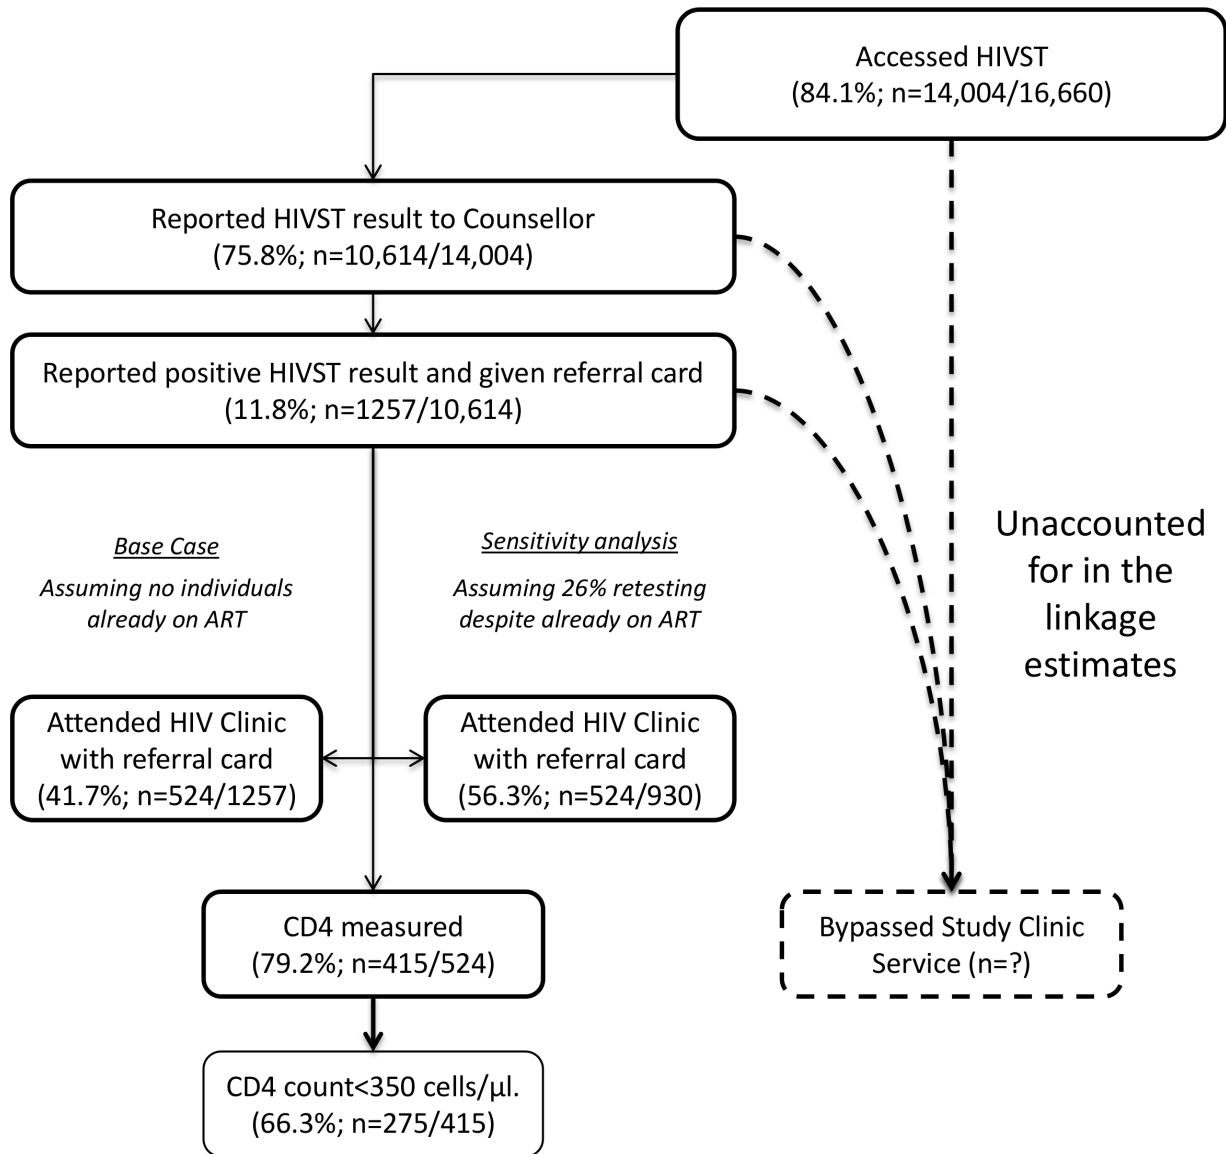 Accessed HIVST
(84.1%; n=14,004/16,660)
Reported HIVST result to Counsellor
(75.8%; n=10,614/14,004)
Reported positive HIVST result and given referral card
(11.8%; n=1257/10,614)
Base Case
Assuming no individuals
already on ART
Sensitivity analysis
Assuming 26% retesting
despite already on ART
Unaccounted
for in the
linkage
estimates
Attended HIV Clinic
with referral card
(41.7%; n=524/1257)
Attended HIV Clinic
with referral card
(56.3%; n=524/930)
CD4 measured
(79.2%; n=415/524)
Bypassed Study Clinic
Service (n=?)
CD4 count<350 cells/µl.
(66.3%; n=275/415)